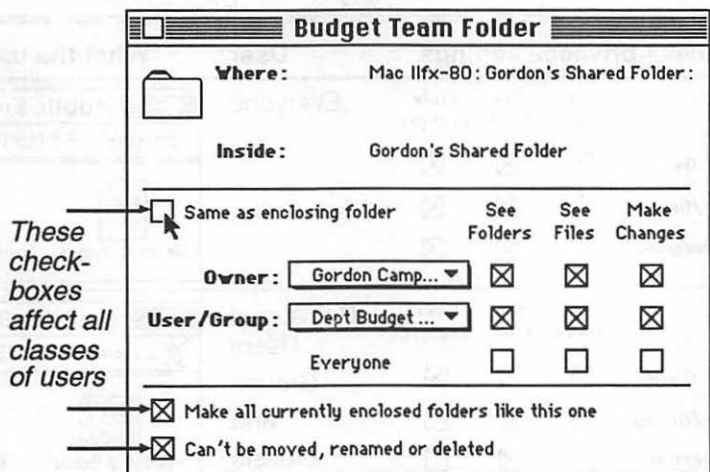 Budget Team Folder
Where: Mac IIfx-80: Gordon's Shared Folder:
Inside: Gordon's Shared Folder
Same as enclosing folder
See Folders
See Files
Make Changes
Owner: Gordon Camp...
User/Group: Dept Budget...
Everyone
Make all currently enclosed folders like this one
Can't be moved, renamed or deleted
These
check-
boxes
affect all
classes
of users